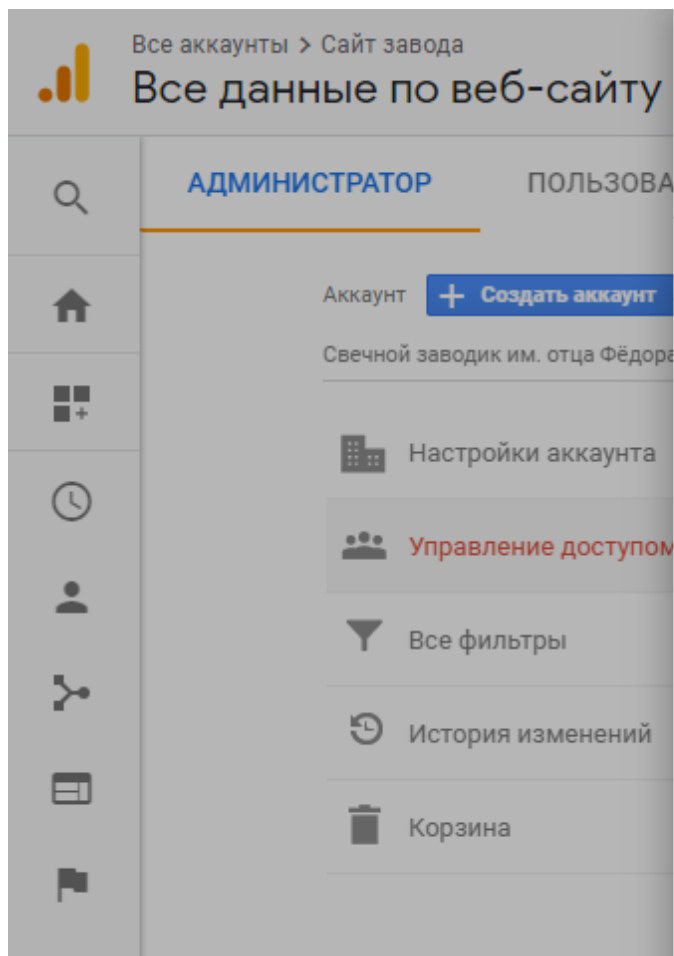 Все аккаунты > Сайт завода
Все данные по веб-сайту
АДМИНИСТРАТОР ПОЛЬЗОВА
Аккаунт + Создать аккаунт
Свечной заводик им. отца Фёдора
Настройки аккаунта
Управление доступом
Все фильтры
История изменений
Корзина